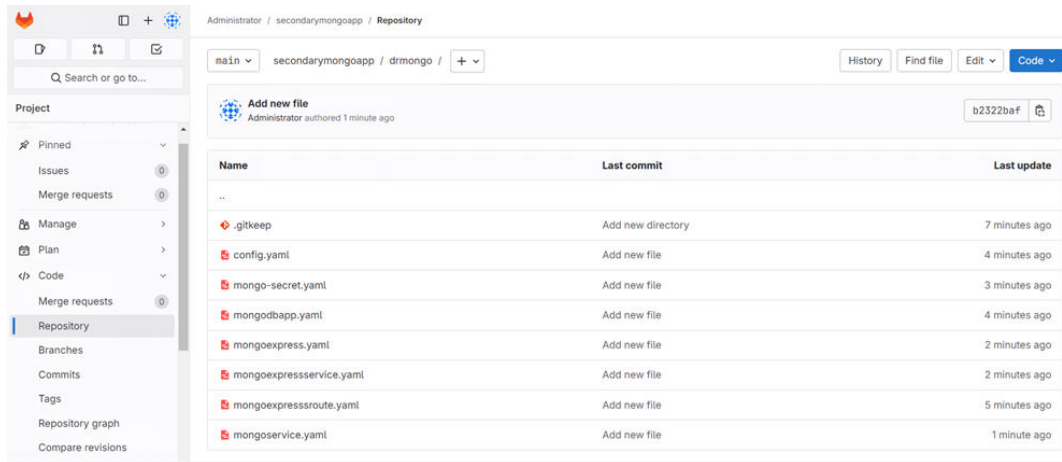 Administrator / secondarymongoapp / Repository
Search or go to...
main secondarymongoapp / drmongo / +
History Find file Edit Code
Project
Add new file
Administrator authored 1 minute ago
b2322baf
Pinned
Issues 0
Merge requests 0
Manage
Plan
Code
Merge requests 0
Repository
Branches
Commits
Tags
Repository graph
Compare revisions
Name Last commit Last update
..
.gitkeep Add new directory 7 minutes ago
config.yaml Add new file 4 minutes ago
mongo-secret.yaml Add new file 3 minutes ago
mongodbapp.yaml Add new file 4 minutes ago
mongoexpress.yaml Add new file 2 minutes ago
mongoexpressservice.yaml Add new file 2 minutes ago
mongoexpresssroute.yaml Add new file 5 minutes ago
mongoservice.yaml Add new file 1 minute ago